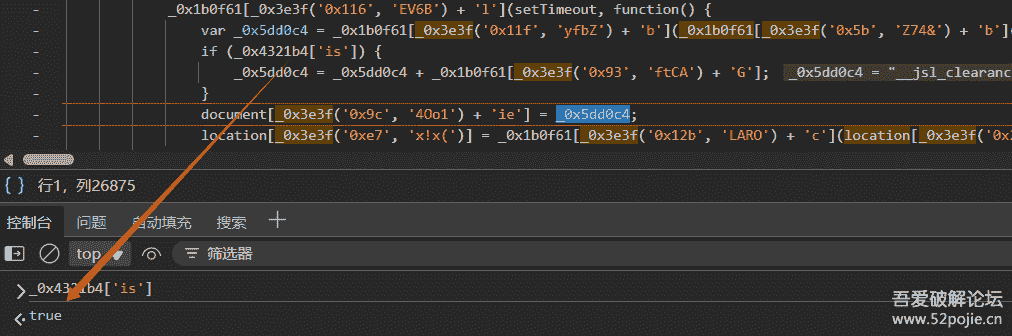 _0x1b0f61[_0x3e3f('0x116', 'EV6B') + 'l'](setTimeout, function() {
var _0x5dd0c4 = _0x1b0f61[_0x3e3f('0x11f', 'yfbZ') + 'b'](_0x1b0f61[_0x3e3f('0x5b', 'Z74&') + 'b'](
if (_0x4321b4['is']) {
_0x5dd0c4 = _0x5dd0c4 + _0x1b0f61[_0x3e3f('0x93', 'ftCA') + 'G']; _0x5dd0c4 = "__jsl_clearanc
}
document[_0x3e3f('0x9c', '4Oo1') + 'ie'] = _0x5dd0c4;
location[_0x3e3f('0xe7', 'x!x(')] = _0x1b0f61[_0x3e3f('0x12b', 'LARO') + 'c'](location[_0x3e3f('0x2
{ } 行1，列26875
控制台 问题 自动填充 搜索 +
top 筛选器
> _0x4321b4['is']
true
吾爱破解论坛
www.52pojie.cn